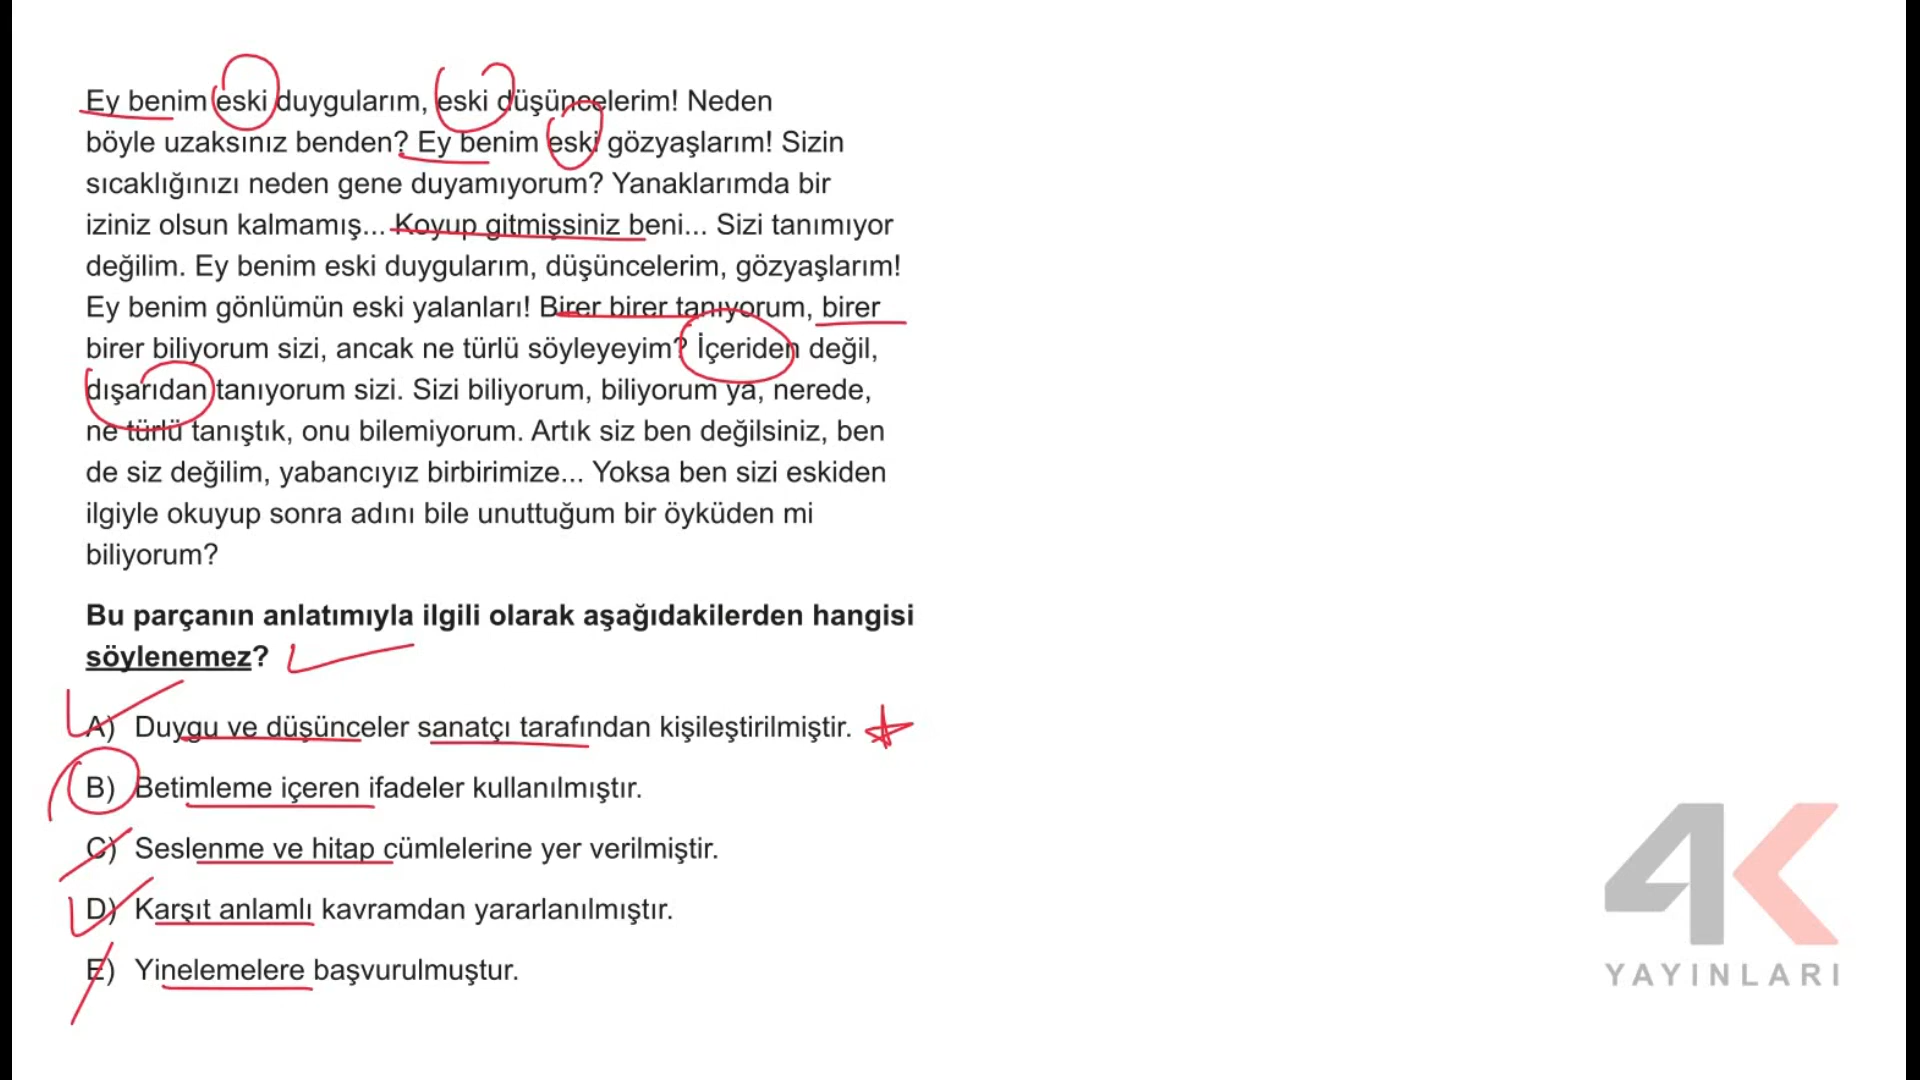 Ey benim eski duygularım, eski düşüncelerim! Neden
böyle uzaksınız benden? Ey benim eski gözyaşlarım! Sizin
sıcaklığınızı neden gene duyamıyorum? Yanaklarımda bir
iziniz olsun kalmamış... Koyup gitmişsiniz beni... Sizi tanımıyor
değilim. Ey benim eski duygularım, düşüncelerim, gözyaşlarım!
Ey benim gönlümün eski yalanları! Birer birer tanıyorum, birer
birer biliyorum sizi, ancak ne türlü söyleyeyim? İçeriden değil,
dışarıdan tanıyorum sizi. Sizi biliyorum, biliyorum ya, nerede,
ne türlü tanıştık, onu bilemiyorum. Artık siz ben değilsiniz, ben
de siz değilim, yabancıyız birbirimize... Yoksa ben sizi eskiden
ilgiyle okuyup sonra adını bile unuttuğum bir öyküden mi
biliyorum?
Bu parçanın anlatımıyla ilgili olarak aşağıdakilerden hangisi
söylenemez?
A) Duygu ve düşünceler sanatçı tarafından kişileştirilmiştir.
B) Betimleme içeren ifadeler kullanılmıştır.
C) Seslenme ve hitap cümlelerine yer verilmiştir.
D) Karşıt anlamlı kavramdan yararlanılmıştır.
E) Yinelemelere başvurulmuştur.
4K
YAYINLARI